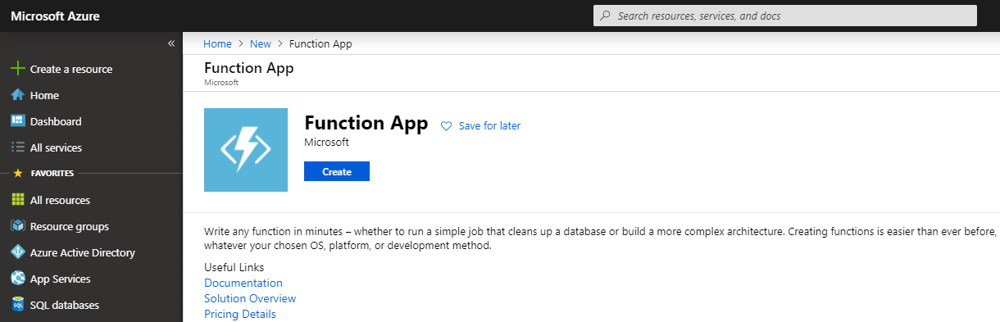 Microsoft Azure
Search resources, services, and docs
Create a resource
Home
Dashboard
All services
FAVORITES
All resources
Resource groups
Azure Active Directory
App Services
SQL databases
Home > New > Function App
Function App
Microsoft
Function App
Save for later
Microsoft
Create
Write any function in minutes – whether to run a simple job that cleans up a database or build a more complex architecture. Creating functions is easier than ever before,
whatever your chosen OS, platform, or development method.
Useful Links
Documentation
Solution Overview
Pricing Details